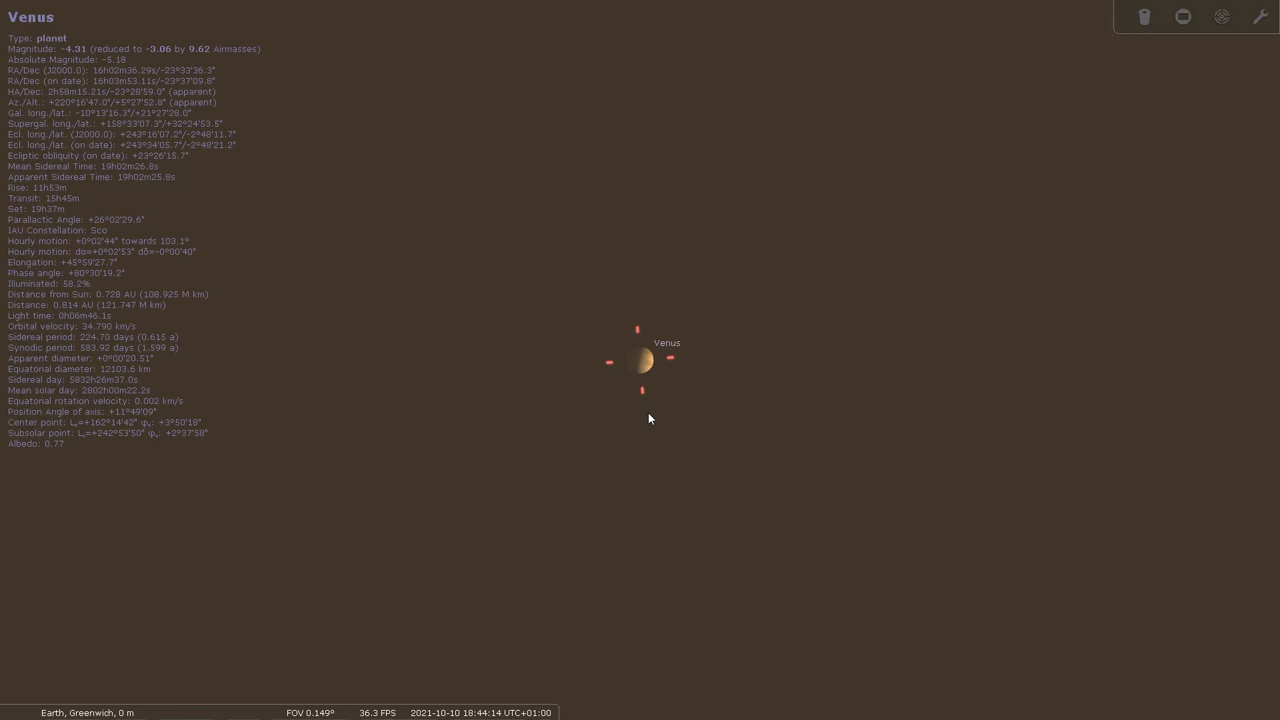 Venus
Type: planet
Magnitude: -4.31 (reduced to -3.06 by 9.62 Airmasses)
Absolute Magnitude: -5.18
RA/Dec (J2000.0): 16h02m36.29s/-23°33'36.3"
RA/Dec (on date): 16h03m53.11s/-23°37'09.8"
HA/Dec: 2h58m15.21s/-23°28'59.0" (apparent)
Az./Alt.: +220°16'47.0"/+5°27'52.8" (apparent)
Gal. long./lat.: -10°13'16.3"/+21°27'28.0"
Supergal. long./lat.: +158°33'07.3"/+32°24'53.5"
Ecl. long./lat. (J2000.0): +243°16'07.2"/-2°48'11.7"
Ecl. long./lat. (on date): +243°34'05.7"/-2°48'21.2"
Ecliptic obliquity (on date): +23°26'15.7"
Mean Sidereal Time: 19h02m26.8s
Apparent Sidereal Time: 19h02m25.8s
Rise: 11h53m
Transit: 15h45m
Set: 19h37m
Parallactic Angle: +26°02'29.6"
IAU Constellation: Sco
Hourly motion: +0°02'44" towards 103.1°
Hourly motion: dα=+0°02'53" dδ=-0°00'40"
Elongation: +45°59'27.7"
Phase angle: +80°30'19.2"
Illuminated: 58.2%
Distance from Sun: 0.728 AU (108.925 M km)
Distance: 0.814 AU (121.747 M km)
Light time: 0h06m46.1s
Orbital velocity: 34.790 km/s
Sidereal period: 224.70 days (0.615 a)
Synodic period: 583.92 days (1.599 a)
Apparent diameter: +0°00'20.51"
Equatorial diameter: 12103.6 km
Sidereal day: 5832h26m37.0s
Mean solar day: 2802h00m22.2s
Equatorial rotation velocity: 0.002 km/s
Position Angle of axis: +11°49'09"
Center point: Lₑ=+162°14'42" φₑ: +3°50'18"
Subsolar point: Lₛ=+242°53'50" φₛ: +2°37'58"
Albedo: 0.77
Venus
Earth, Greenwich, 0 m
FOV 0.149°
36.3 FPS
2021-10-10 18:44:14 UTC+01:00